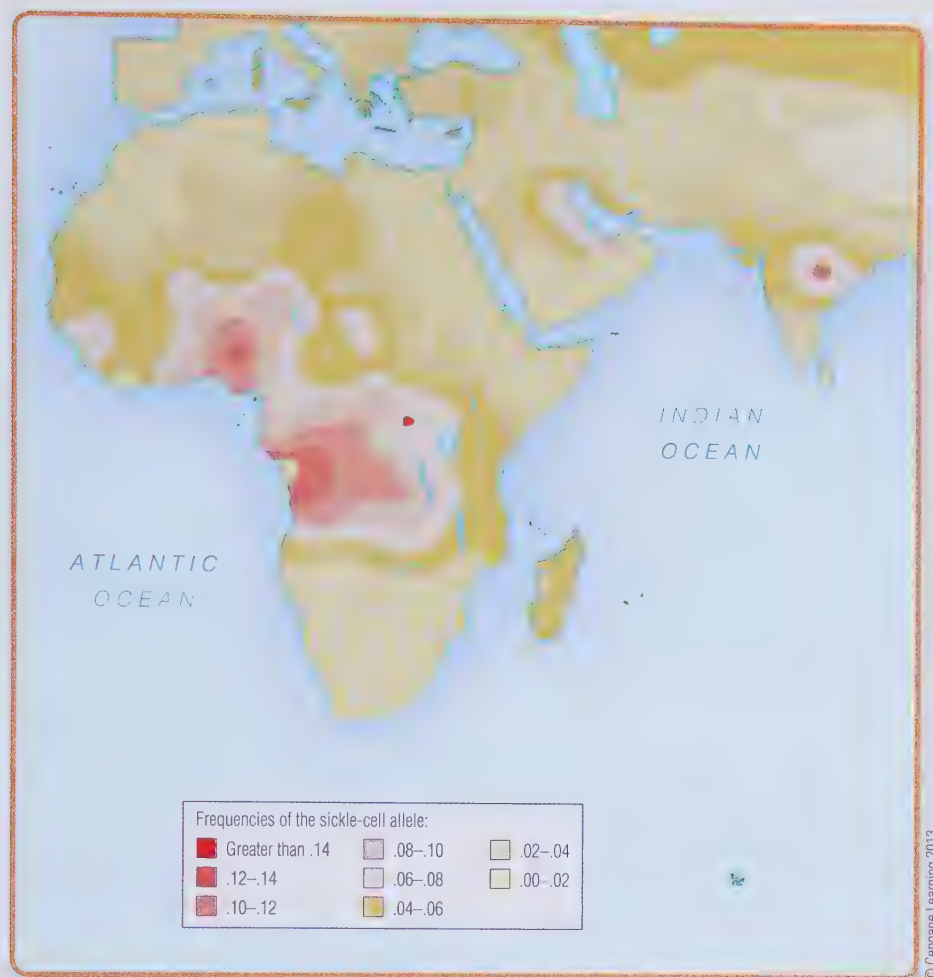 INDIAN
OCEAN
ATLANTIC
OCEAN
Frequencies of the sickle-cell allele:
Greater than .14
.12–.14
.10–.12
.08–.10
.06–.08
.04–.06
.02–.04
.00–.02
© Cengage Learning 2013